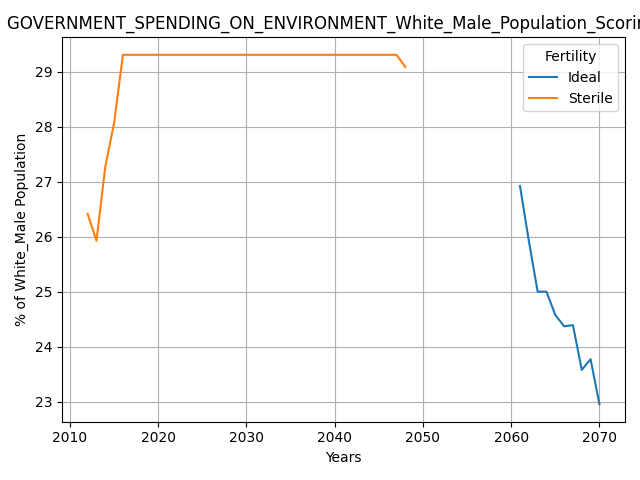 GOVERNMENT_SPENDING_ON_ENVIRONMENT_White_Male_Population_Scori
Fertility
Ideal
Sterile
% of White_Male Population
29
28
27
26
25
24
23
2010 2020 2030 2040 2050 2060 2070
Years